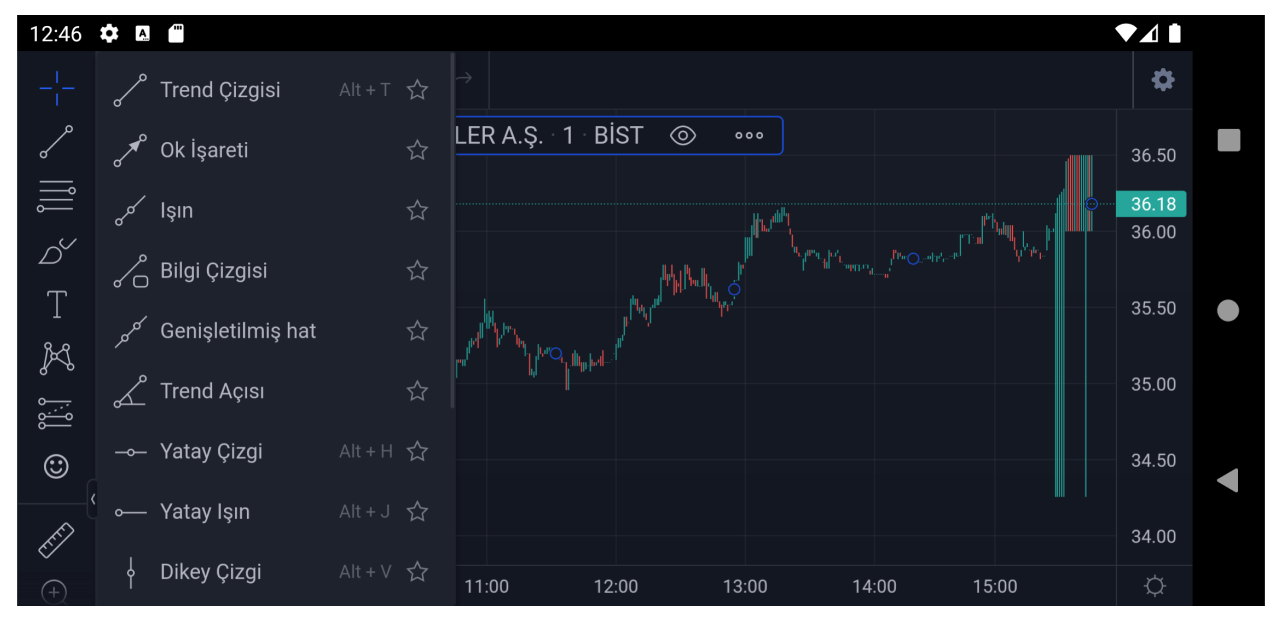 12:46
Trend Çizgisi Alt + T
Ok İşareti
Işın
Bilgi Çizgisi
Genişletilmiş hat
Trend Açısı
Yatay Çizgi Alt + H
Yatay Işın Alt + J
Dikey Çizgi Alt + V
LER A.Ş. · 1 · BİST
36.50
36.18
36.00
35.50
35.00
34.50
34.00
11:00 12:00 13:00 14:00 15:00